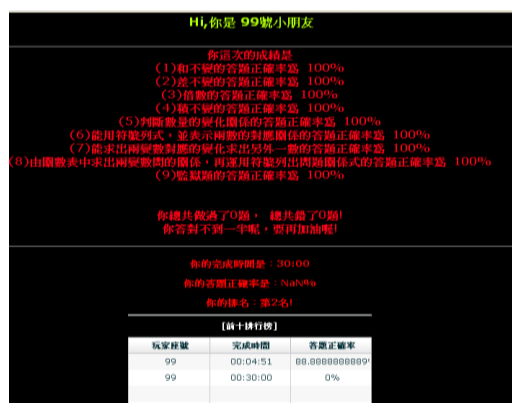 Hi,你是 99號小朋友
你這次的成績是
(1)和不變的答題正確率為 100%
(2)差不變的答題正確率為 100%
(3)倍數的答題正確率為 100%
(4)積不變的答題正確率為 100%
(5)判斷數量的變化關係的答題正確率為 100%
(6)能用符號列式，並表示兩數的對應關係的答題正確率為 100%
(7)能求出兩變數對應的變化求出另外一數的答題正確率為 100%
(8)由圖數表中求出兩變數間的關係，再運用符號列出問題關係式的答題正確率為 100%
(9)監獄題的答題正確率為 100%
你總共做過了0題， 總共錯了0題!
你答對不到一半呢，要再加油喔!
你的完成時間是：30:00
你的答題正確率是：NaN%
你的排名：第2名!
[前十排行榜]
玩家座號 完成時間 答題正確率
99 00:04:51 88.8888888889
99 00:30:00 0%